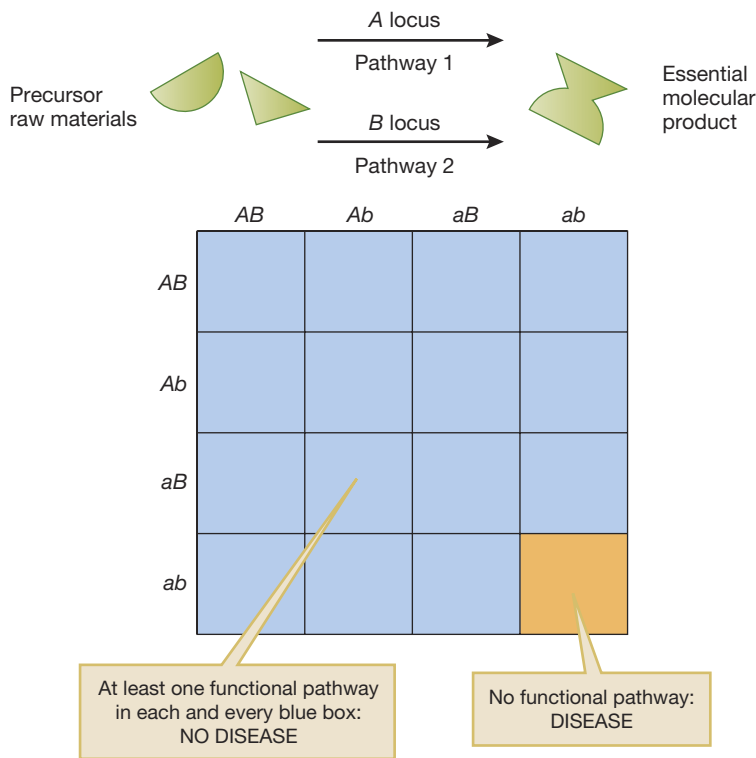 A locus
Pathway 1
Precursor
raw materials
Essential
molecular
product
B locus
Pathway 2
AB Ab aB ab
AB
Ab
aB
ab
At least one functional pathway
in each and every blue box:
NO DISEASE
No functional pathway:
DISEASE